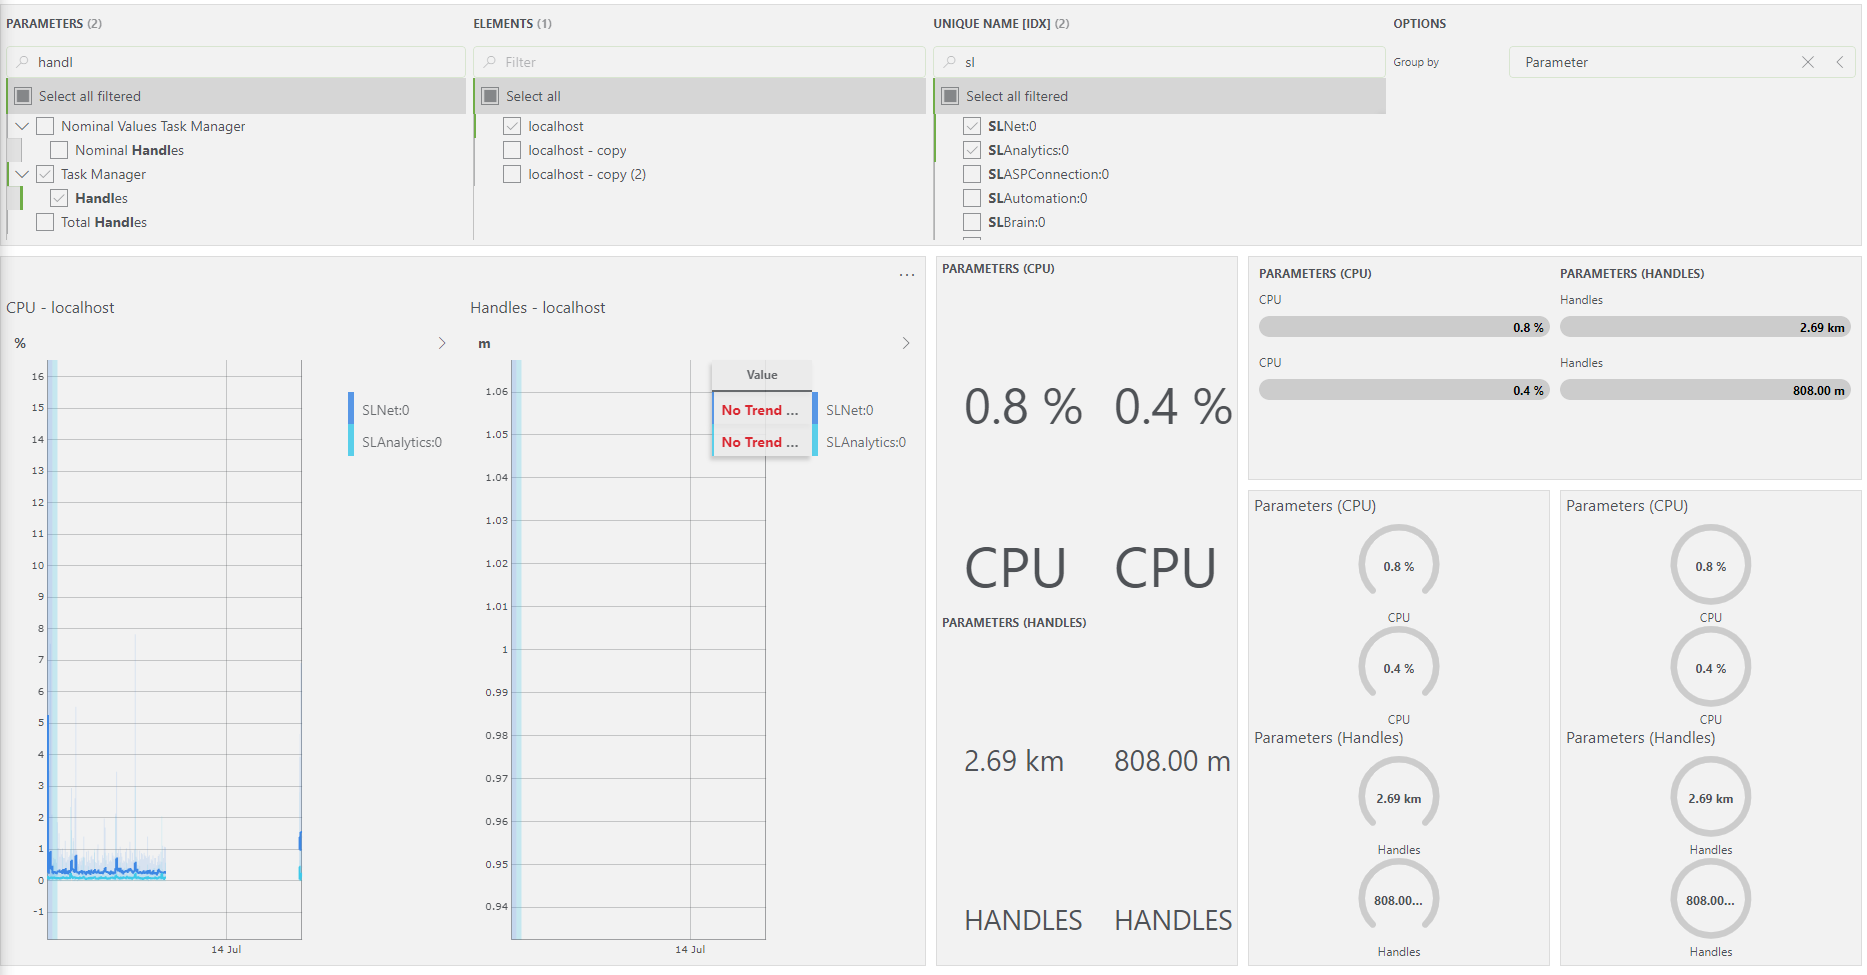 PARAMETERS (2)
handl
Select all filtered
Nominal Values Task Manager
Nominal Handles
Task Manager
Handles
Total Handles
ELEMENTS (1)
Filter
Select all
localhost
localhost - copy
localhost - copy (2)
UNIQUE NAME [IDX] (2)
sl
Select all filtered
SLNet:0
SLAnalytics:0
SLASPConnection:0
SLAutomation:0
SLBrain:0
OPTIONS
Group by
Parameter
...
CPU - localhost
%
16
15
14
13
12
11
10
9
8
7
6
5
4
3
2
1
0
-1
14 Jul
SLNet:0
SLAnalytics:0
Handles - localhost
m
1.06
1.05
1.04
1.03
1.02
1.01
1
0.99
0.98
0.97
0.96
0.95
0.94
14 Jul
Value
No Trend ...
No Trend ...
SLNet:0
SLAnalytics:0
PARAMETERS (CPU)
0.8 % 0.4 %
CPU CPU
PARAMETERS (HANDLES)
2.69 km 808.00 m
HANDLES HANDLES
PARAMETERS (CPU)
CPU
0.8 %
CPU
0.4 %
PARAMETERS (HANDLES)
Handles
2.69 km
Handles
808.00 m
Parameters (CPU)
0.8 %
CPU
0.4 %
CPU
Parameters (Handles)
2.69 km
Handles
808.00...
Handles
Parameters (CPU)
0.8 %
CPU
0.4 %
CPU
Parameters (Handles)
2.69 km
Handles
808.00...
Handles